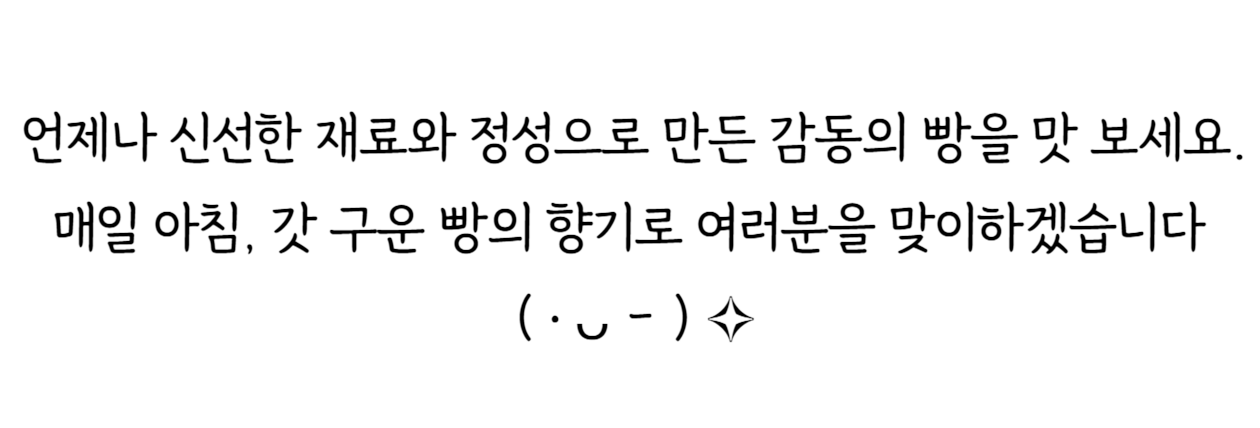 언제나 신선한 재료와 정성으로 만든 감동의 빵을 맛 보세요.
매일 아침, 갓 구운 빵의 향기로 여러분을 맞이하겠습니다
( · ᴗ - ) ✧